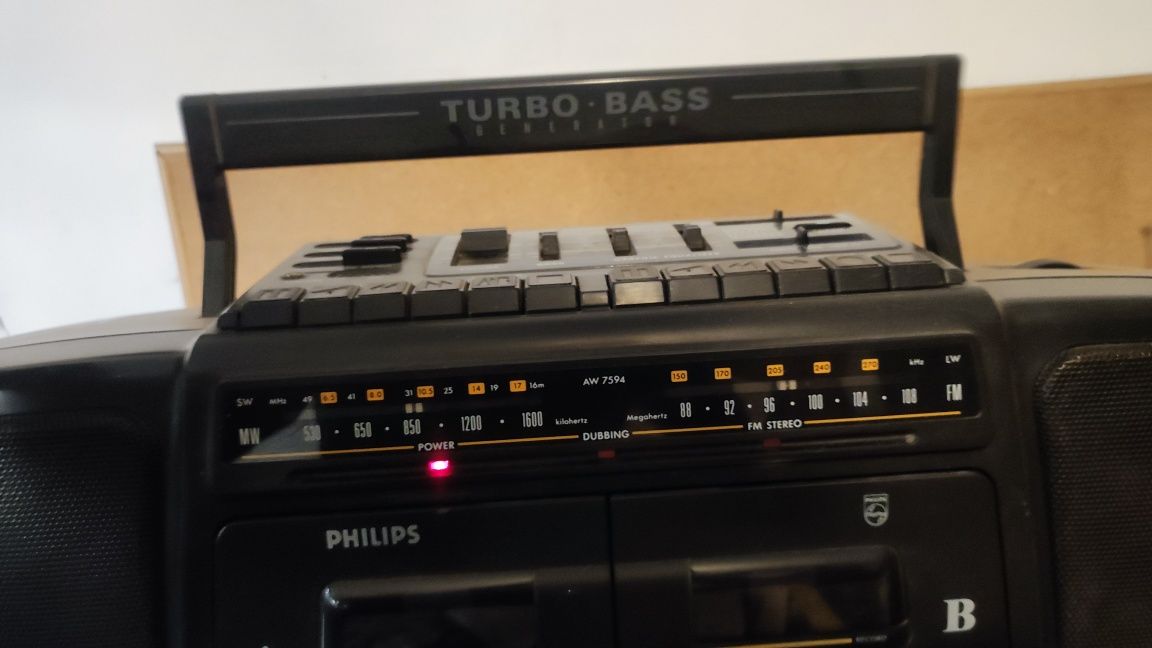 TURBO · BASS
GENERATOR
SW MHz 49 6.5 41 8.0 31 10.5 25 14 19 17 16m AW 7594 150 170 205 240 270 kHz LW
MW 530 · 650 · 850 · 1200 · 1600 kilohertz Megahertz 88 · 92 · 96 · 100 · 104 · 108 FM
POWER DUBBING FM STEREO
PHILIPS
PHILIPS
B
RECORD